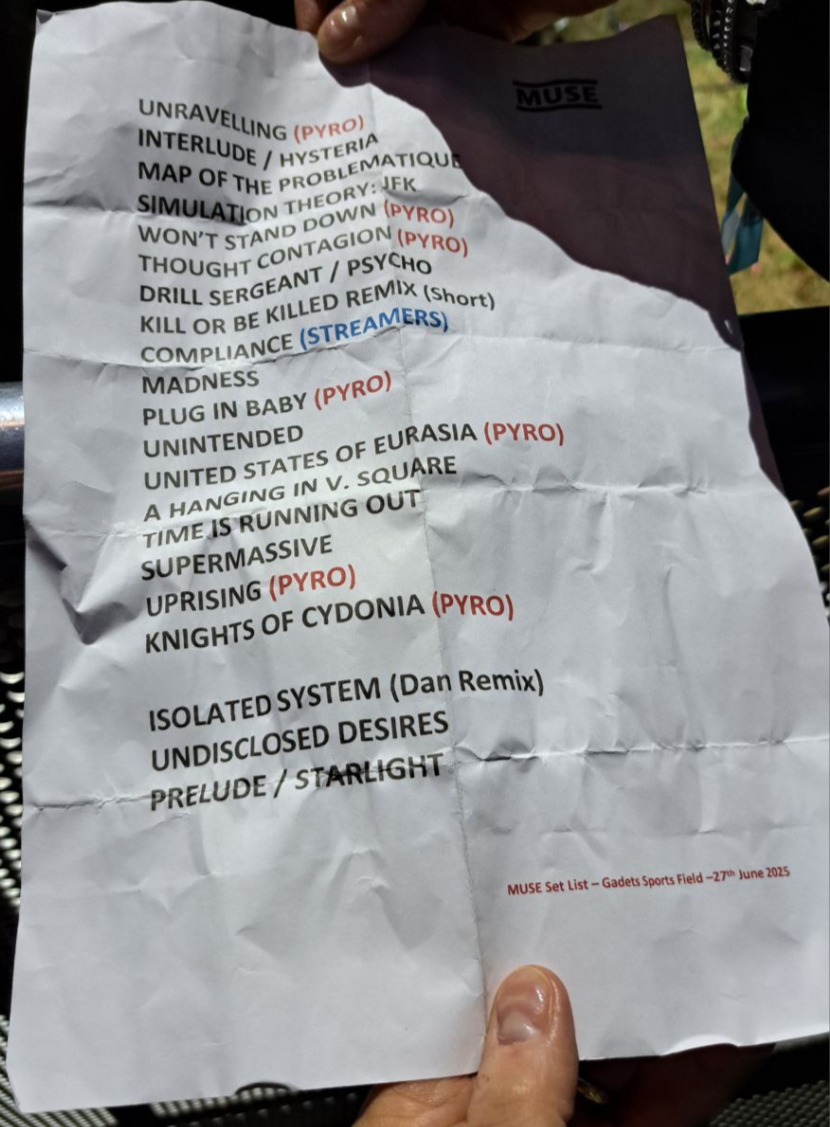 MUSE
UNRAVELLING (PYRO)
INTERLUDE / HYSTERIA
MAP OF THE PROBLEMATIQUE
SIMULATION THEORY: JFK
WON'T STAND DOWN (PYRO)
THOUGHT CONTAGION (PYRO)
DRILL SERGEANT / PSYCHO
KILL OR BE KILLED REMIX (Short)
COMPLIANCE (STREAMERS)
MADNESS
PLUG IN BABY (PYRO)
UNINTENDED
UNITED STATES OF EURASIA (PYRO)
A HANGING IN V. SQUARE
TIME IS RUNNING OUT
SUPERMASSIVE
UPRISING (PYRO)
KNIGHTS OF CYDONIA (PYRO)
ISOLATED SYSTEM (Dan Remix)
UNDISCLOSED DESIRES
PRELUDE / STARLIGHT
MUSE Set List – Gadets Sports Field –27th June 2025